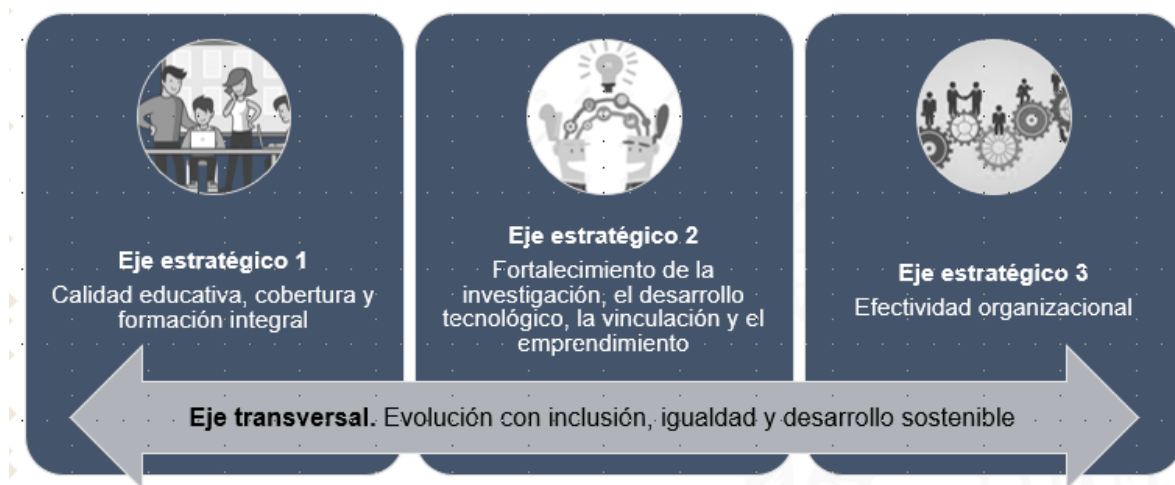 Eje estratégico 1
Calidad educativa, cobertura y
formación integral
Eje estratégico 2
Fortalecimiento de la
investigación, el desarrollo
tecnológico, la vinculación y el
emprendimiento
Eje estratégico 3
Efectividad organizacional
Eje transversal. Evolución con inclusión, igualdad y desarrollo sostenible